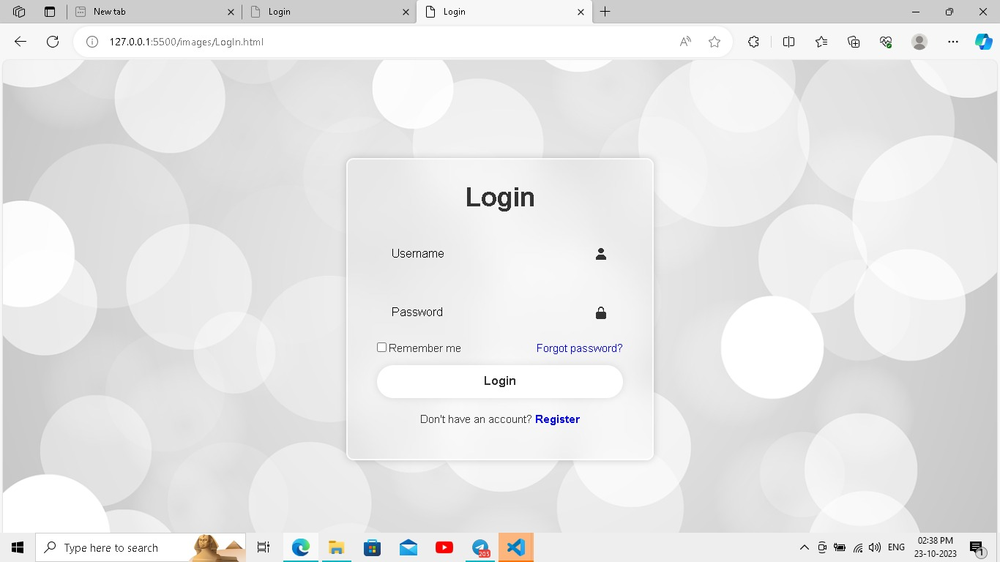 New tab
Login
Login
127.0.0.1:5500/images/LogIn.html
Login
Username
Password
Remember me
Forgot password?
Login
Don't have an account? Register
Type here to search
205
ENG
02:38 PM
23-10-2023
1